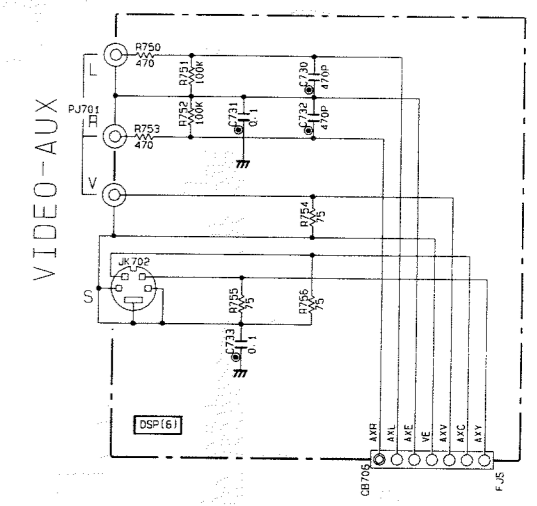 VIDEO-AUX
PJ701
L
R
V
S
R750
470
R751
100K
C730
470P
R752
100K
C731
0.1
C732
470P
R753
470
R754
75
JK702
R755
75
R756
75
C733
0.1
DSP(6)
AXR
AXL
AXE
VE
AXV
AXC
AXY
CB706
FJS